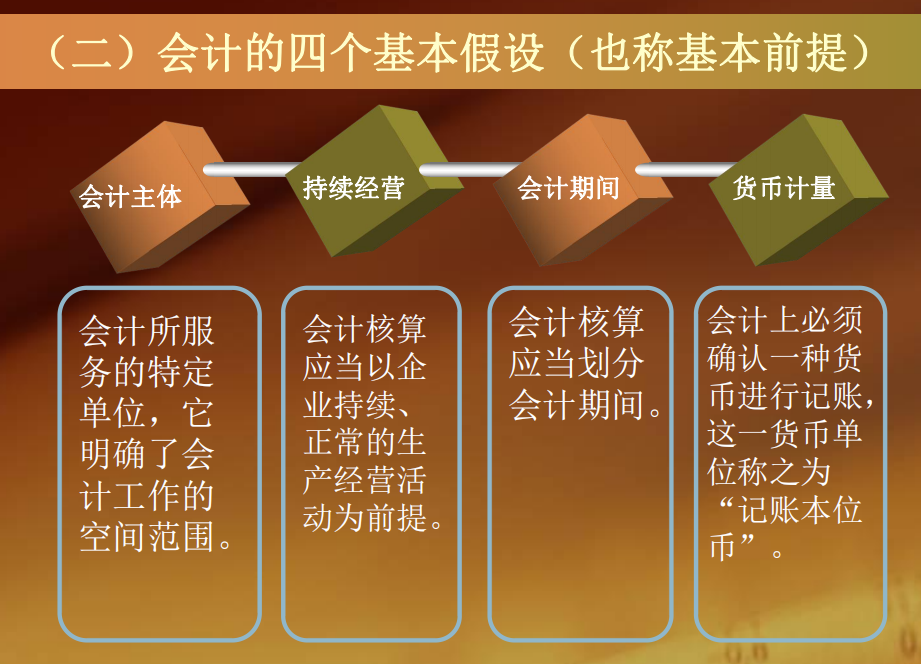 （二）会计的四个基本假设（也称基本前提）
会计主体
持续经营
会计期间
货币计量
会计所服
务的特定
单位，它
明确了会
计工作的
空间范围。
会计核算
应当以企
业持续、
正常的生
产经营活
动为前提。
会计核算
应当划分
会计期间。
会计上必须
确认一种货
币进行记账，
这一货币单
位称之为
“记账本位
币”。